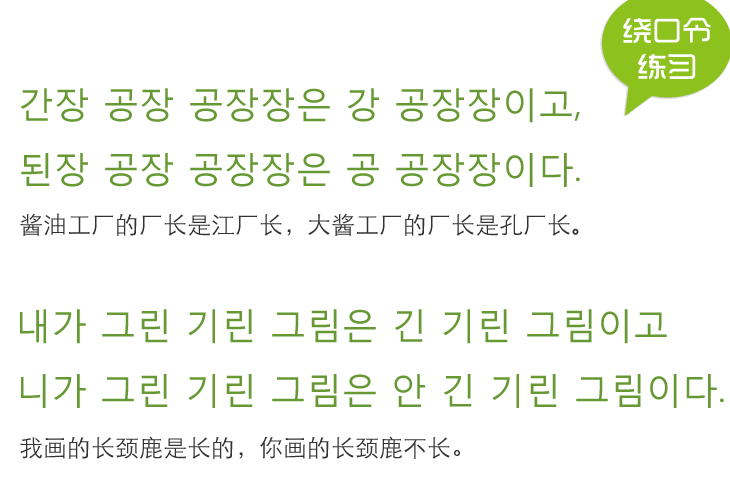 绕口令
练习
간장 공장 공장장은 강 공장장이고,
된장 공장 공장장은 공 공장장이다.
酱油工厂的厂长是江厂长，大酱工厂的厂长是孔厂长。
내가 그린 기린 그림은 긴 기린 그림이고
니가 그린 기린 그림은 안 긴 기린 그림이다.
我画的长颈鹿是长的，你画的长颈鹿不长。